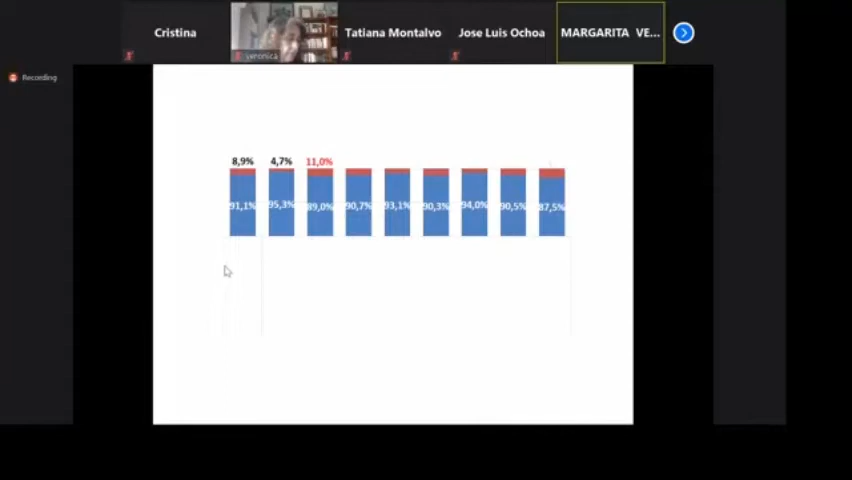 Cristina
veronica
Tatiana Montalvo
Jose Luis Ochoa
MARGARITA VE...
Recording
8,9% 4,7% 11,0%
91,1% 95,3% 89,0% 90,7% 93,1% 90,3% 94,0% 90,5% 87,5%